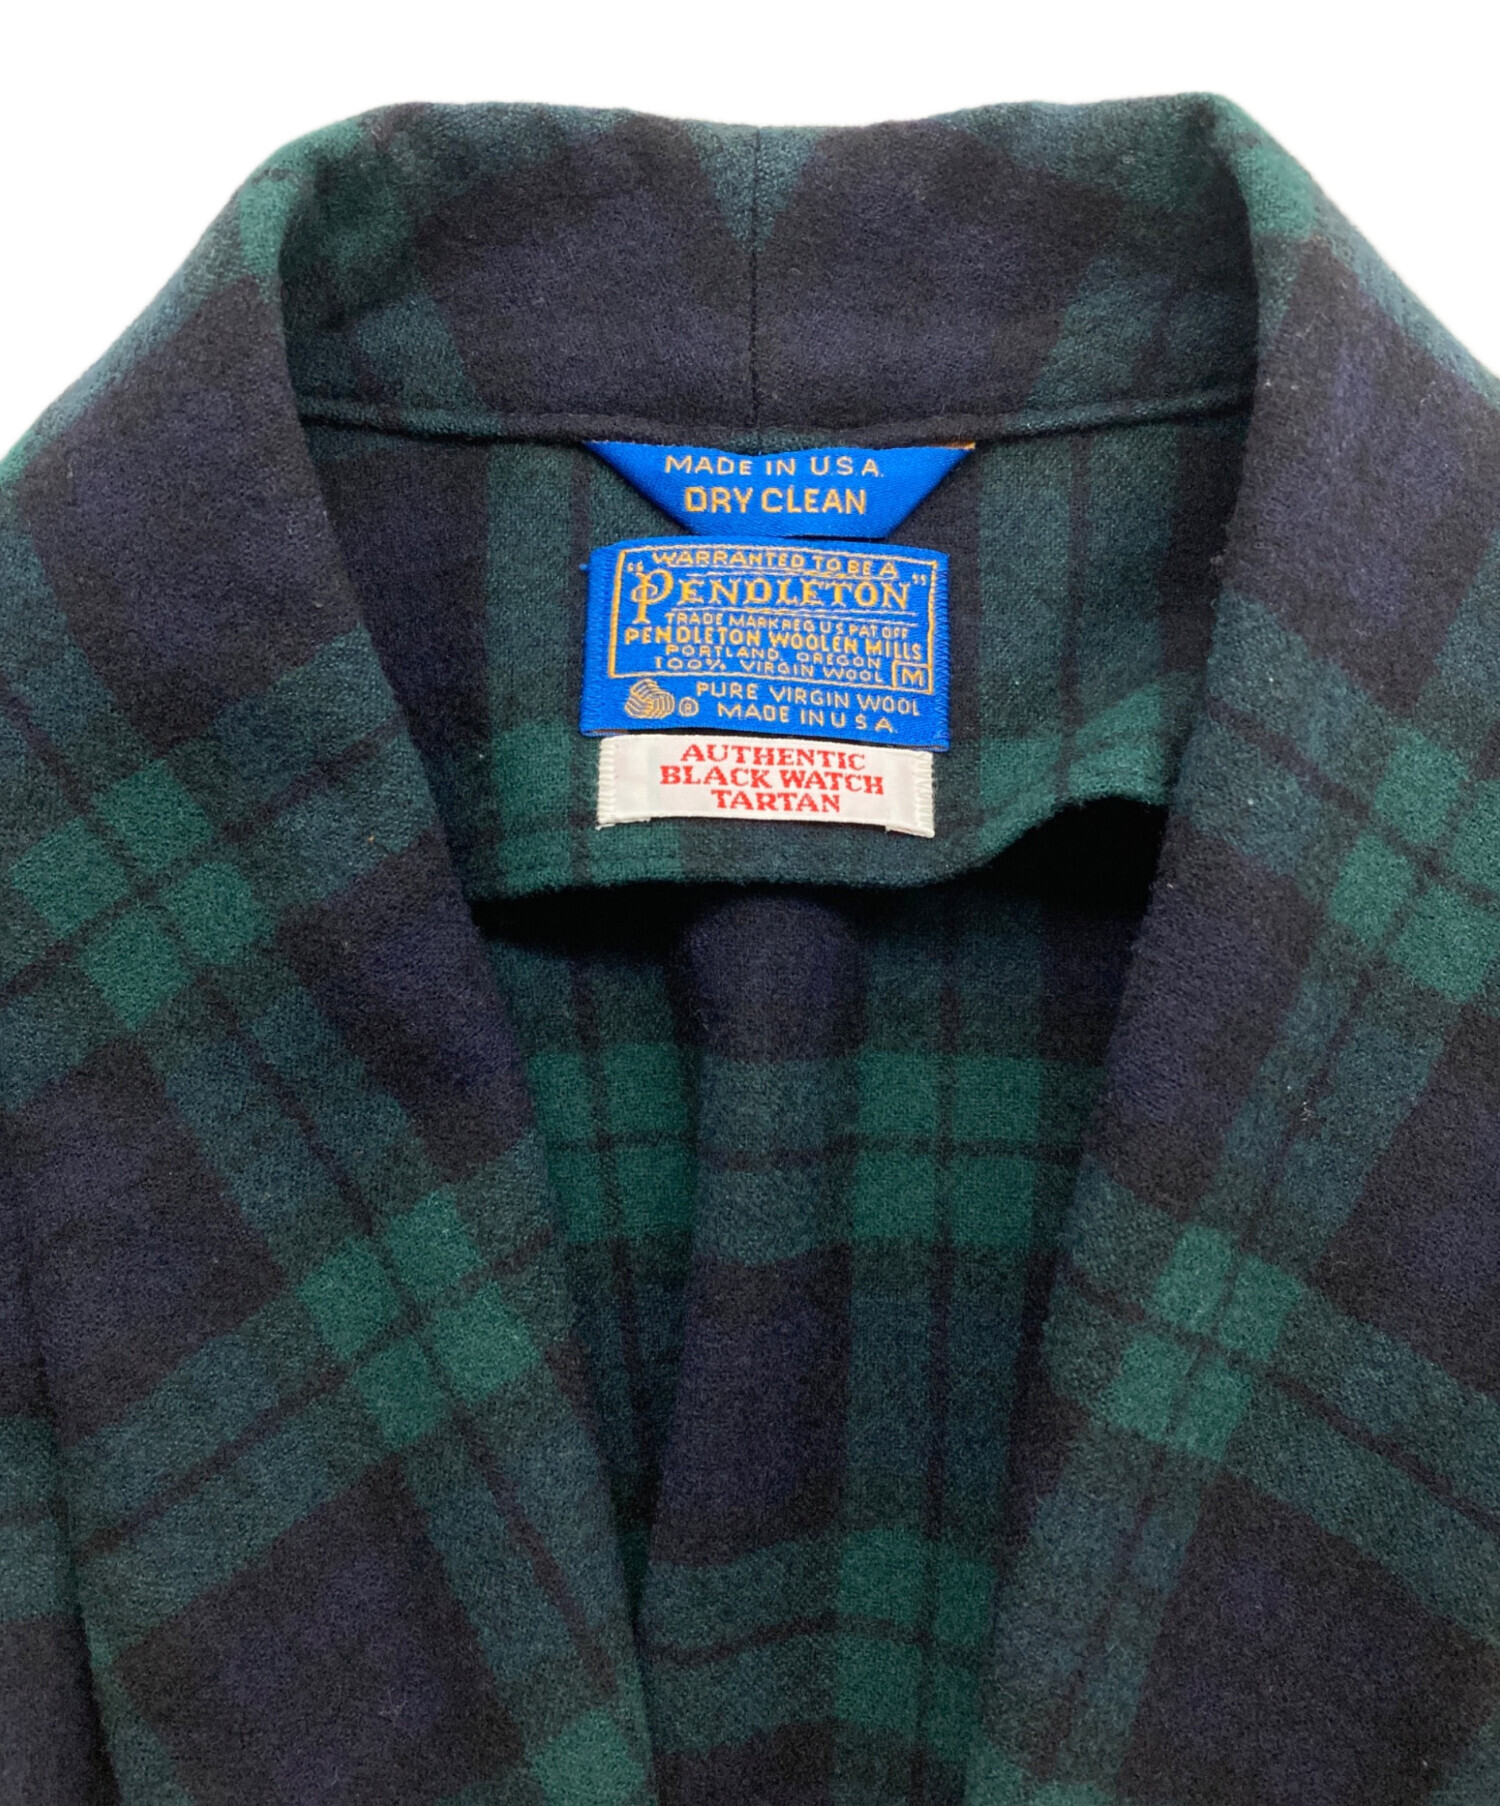 MADE IN U.S.A.
DRY CLEAN
WARRANTED TO BE A
"PENDLETON"
TRADE MARK REG U S PAT OFF
PENDLETON WOOLEN MILLS
PORTLAND, OREGON
100% VIRGIN WOOL M
® PURE VIRGIN WOOL
MADE IN U S A.
AUTHENTIC
BLACK WATCH
TARTAN